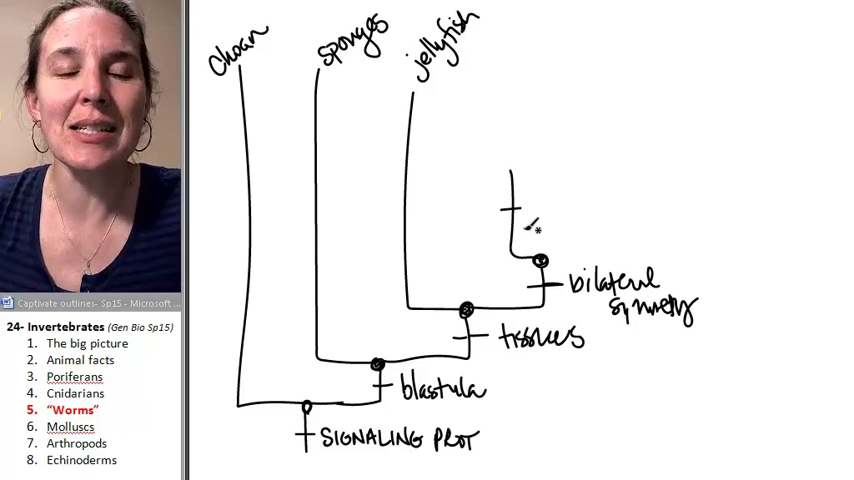 choan
sponges
jellyfish
bilateral
symmetry
tissues
blastula
SIGNALING PROT
Captivate outlines- Sp15 - Microsoft ...
24- Invertebrates (Gen Bio Sp15)
1. The big picture
2. Animal facts
3. Poriferans
4. Cnidarians
5. "Worms"
6. Molluscs
7. Arthropods
8. Echinoderms